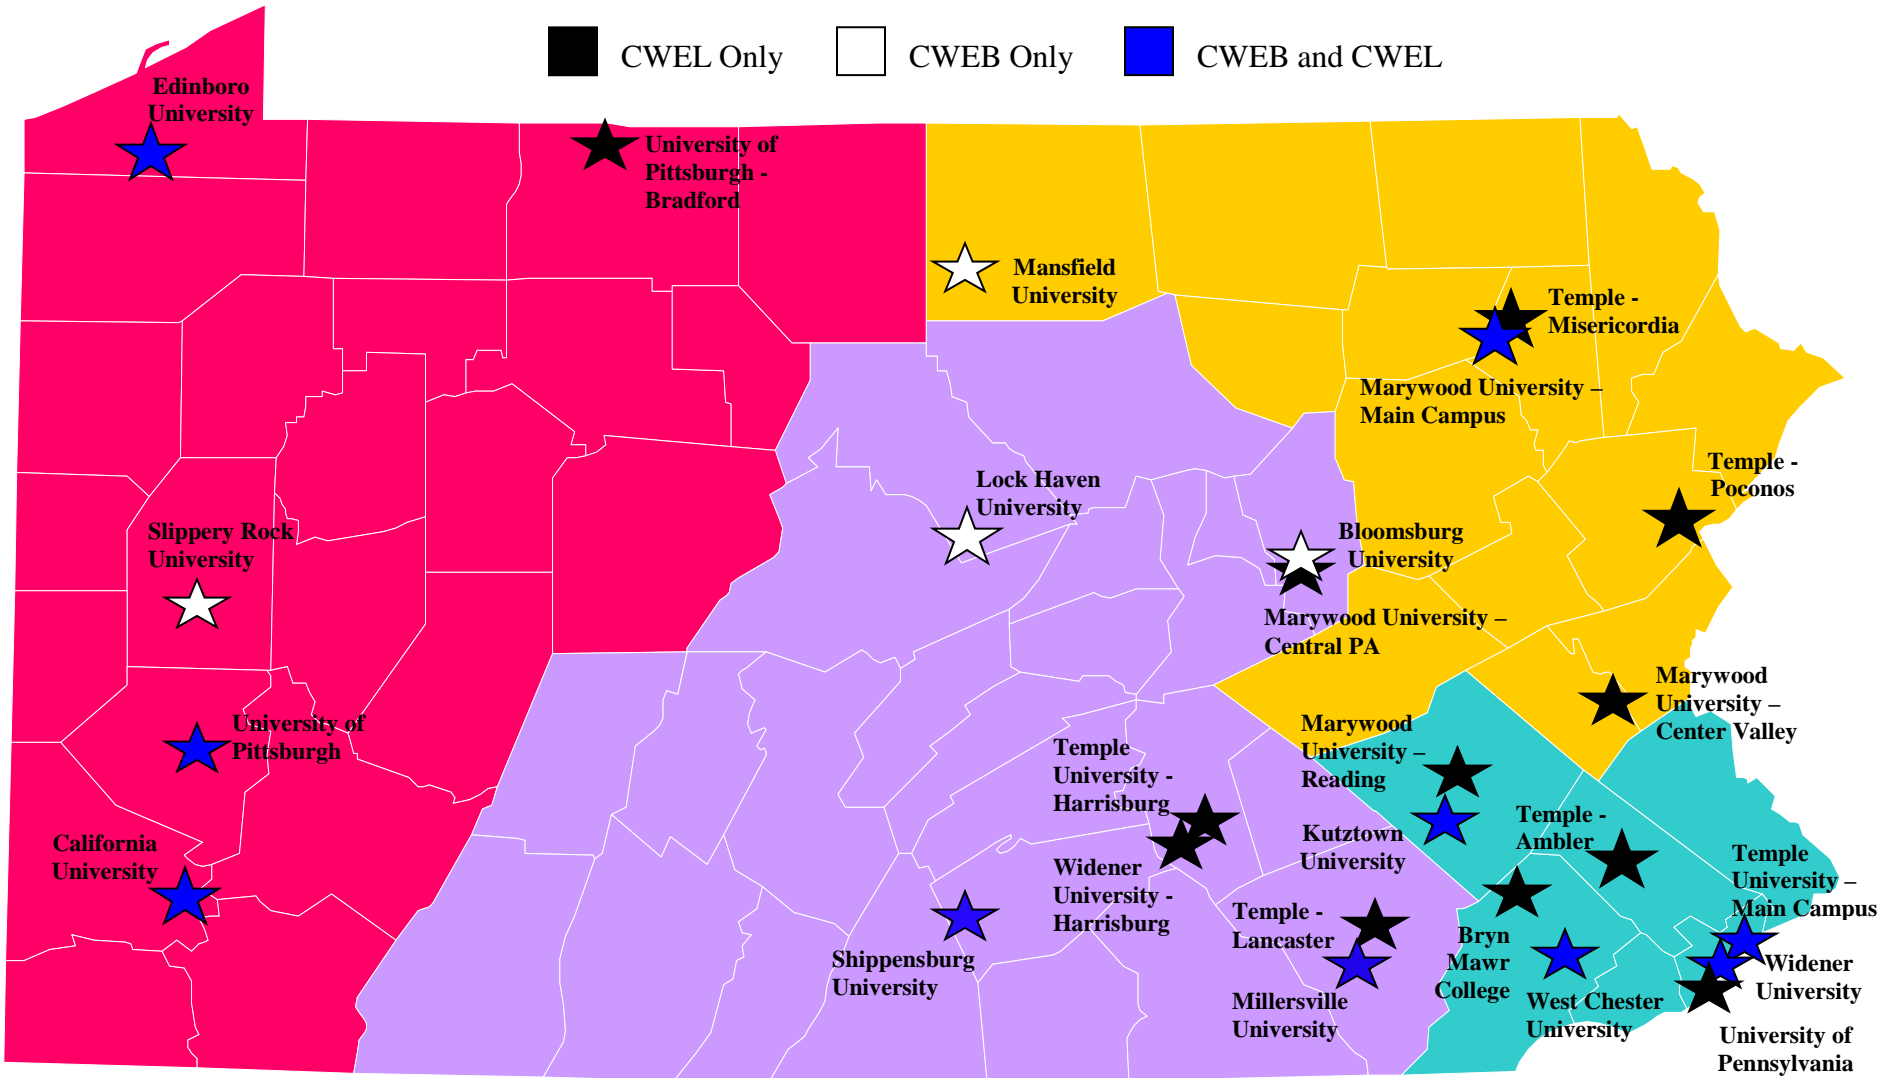 CWEL Only
CWEB Only
CWEB and CWEL
Edinboro
University
University of
Pittsburgh -
Bradford
Mansfield
University
Temple -
Misericordia
Marywood University –
Main Campus
Temple -
Poconos
Lock Haven
University
Slippery Rock
University
Bloomsburg
University
Marywood University –
Central PA
Marywood
University –
Center Valley
University of
Pittsburgh
Marywood
University –
Reading
Temple
University -
Harrisburg
Kutztown
University
Temple -
Ambler
California
University
Widener
University -
Harrisburg
Temple
University –
Main Campus
Temple -
Lancaster
Bryn
Mawr
College
Shippensburg
University
Millersville
University
West Chester
University
Widener
University
University of
Pennsylvania